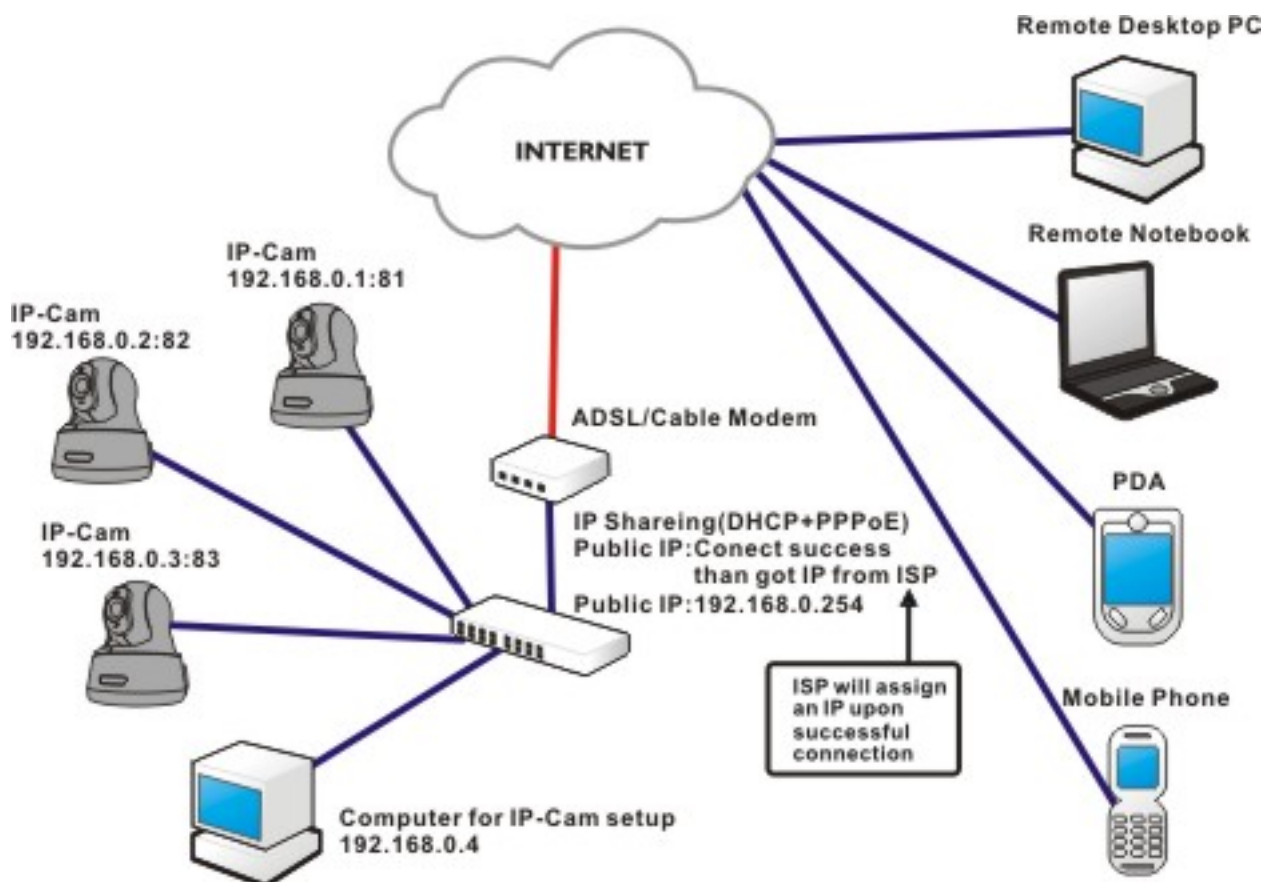 Remote Desktop PC
INTERNET
Remote Notebook
IP-Cam
192.168.0.1:81
IP-Cam
192.168.0.2:82
ADSL/Cable Modem
PDA
IP-Cam
192.168.0.3:83
IP Shareing(DHCP+PPPoE)
Public IP:Conect success
than got IP from ISP
Public IP:192.168.0.254
ISP will assign
an IP upon
successful
connection
Mobile Phone
Computer for IP-Cam setup
192.168.0.4